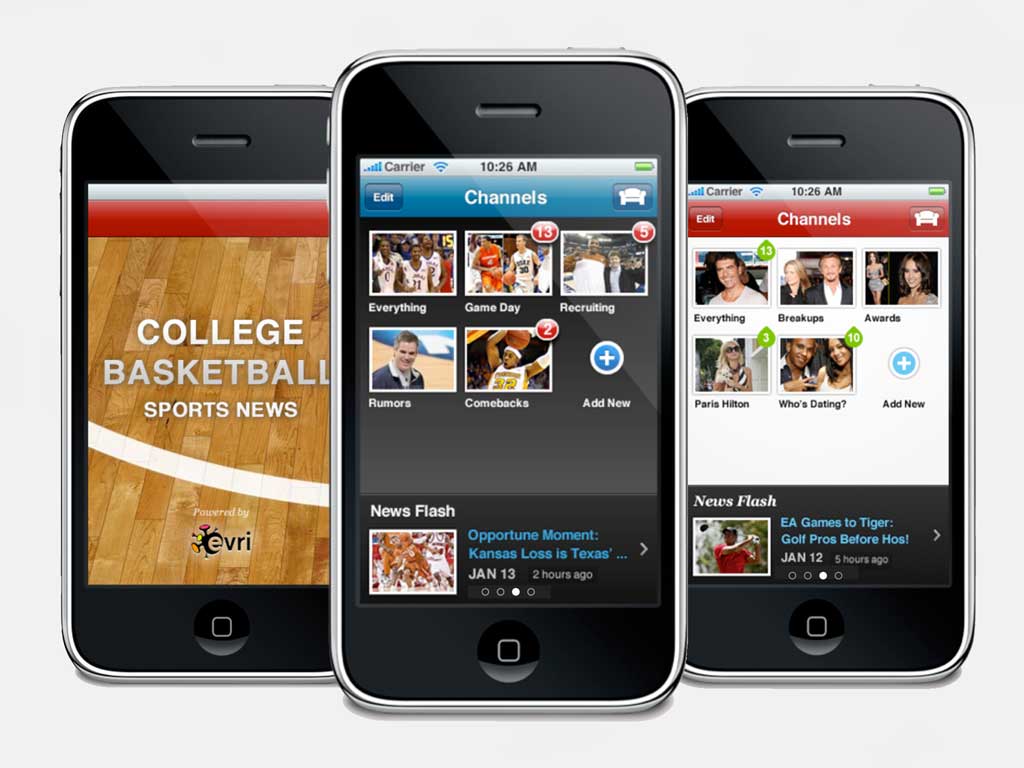 COLLEGE
BASKETBALL
SPORTS NEWS
Powered by
evri
Carrier 10:26 AM
Edit Channels
13
5
15
30
Everything Game Day Recruiting
2
32
Rumors Comebacks Add New
News Flash
Opportune Moment:
Kansas Loss is Texas' ...
JAN 13 2 hours ago
Carrier 10:26 AM
Edit Channels
13
Everything Breakups Awards
3
10
Paris Hilton Who's Dating? Add New
News Flash
EA Games to Tiger:
Golf Pros Before Hos!
JAN 12 5 hours ago